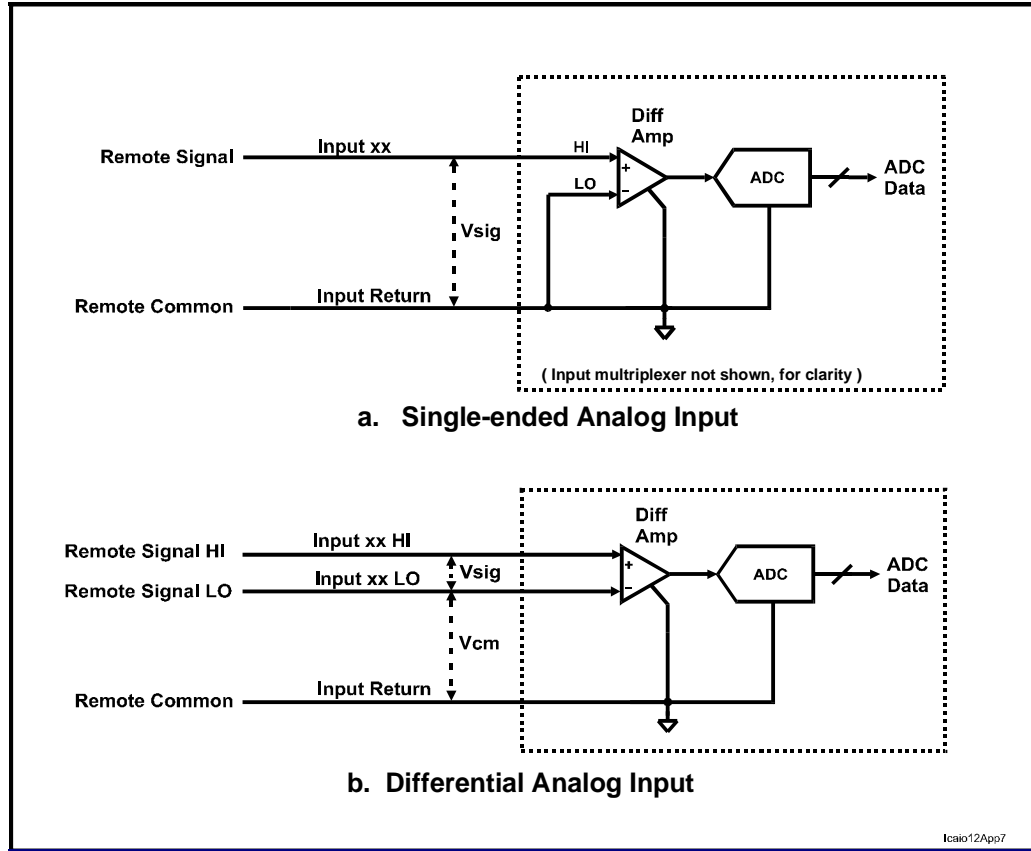 Diff
Amp
Remote Signal
Input xx
HI
+
ADC
ADC
Data
LO
−
Vsig
Remote Common
Input Return
( Input multriplexer not shown, for clarity )
a. Single-ended Analog Input
Diff
Amp
Remote Signal HI
Input xx HI
+
Vsig
ADC
ADC
Data
Remote Signal LO
Input xx LO
−
Vcm
Remote Common
Input Return
b. Differential Analog Input
Icaio12App7